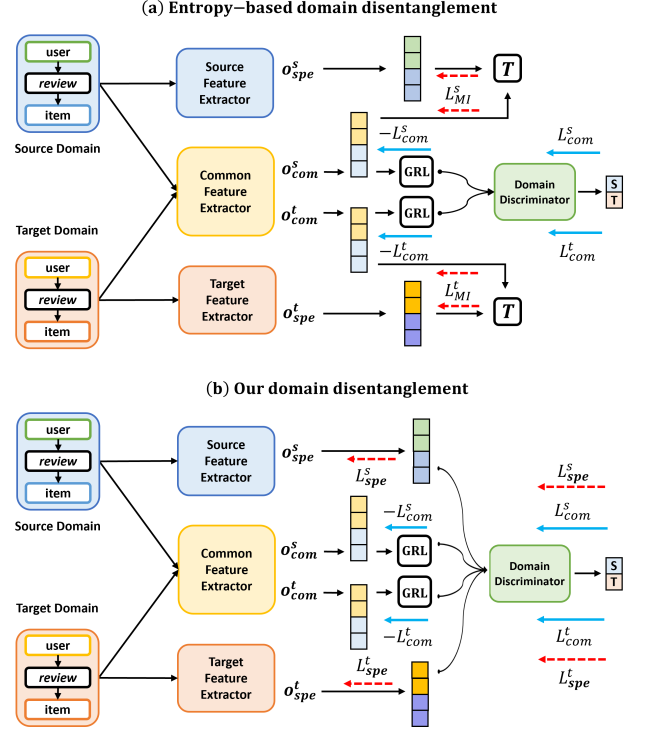 (a) Entropy−based domain disentanglement
user
review
item
Source Domain
Source
Feature
Extractor
o^s_spe
L^s_MI
T
−L^s_com
L^s_com
Common
Feature
Extractor
o^s_com
GRL
o^t_com
GRL
Domain
Discriminator
S
T
−L^t_com
L^t_com
Target Domain
user
review
item
Target
Feature
Extractor
o^t_spe
L^t_MI
T
(b) Our domain disentanglement
user
review
item
Source Domain
Source
Feature
Extractor
o^s_spe
L^s_spe
L^s_spe
−L^s_com
L^s_com
Common
Feature
Extractor
o^s_com
GRL
o^t_com
GRL
Domain
Discriminator
S
T
−L^t_com
L^t_com
Target Domain
user
review
item
Target
Feature
Extractor
o^t_spe
L^t_spe
L^t_spe